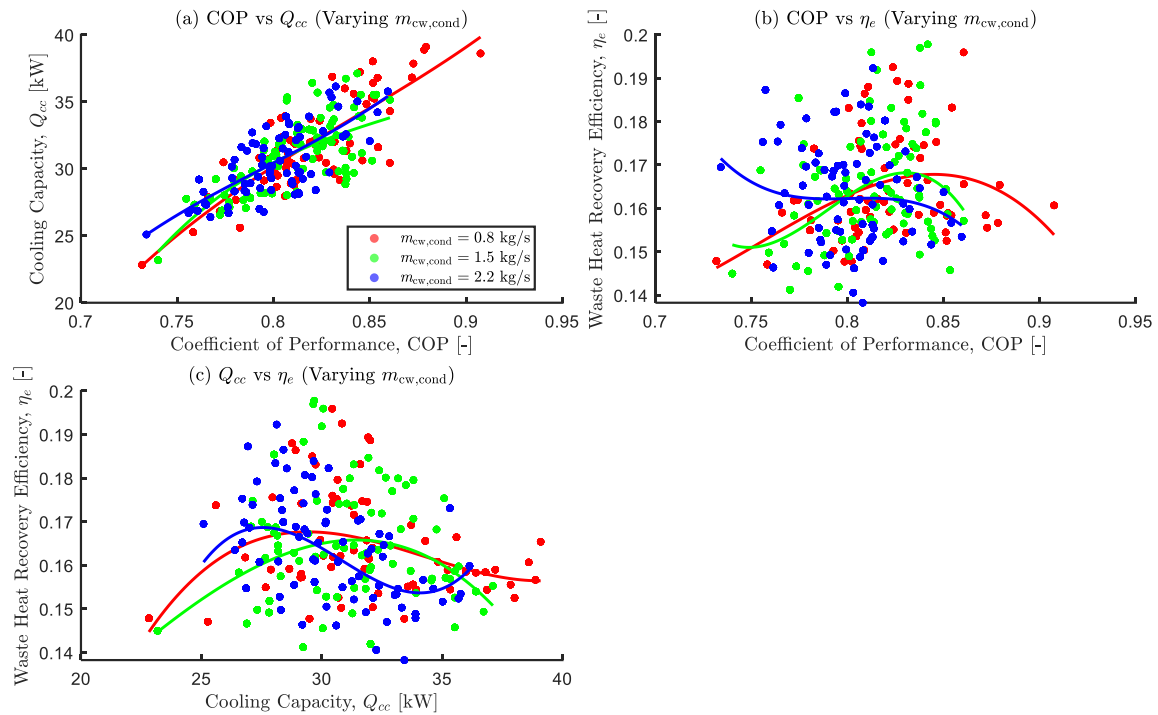 (a) COP vs Q_cc (Varying m_cw,cond)
40
35
30
25
20
Cooling Capacity, Q_cc [kW]
m_cw,cond = 0.8 kg/s
m_cw,cond = 1.5 kg/s
m_cw,cond = 2.2 kg/s
0.7 0.75 0.8 0.85 0.9 0.95
Coefficient of Performance, COP [-]
(b) COP vs η_e (Varying m_cw,cond)
0.2
0.19
0.18
0.17
0.16
0.15
0.14
Waste Heat Recovery Efficiency, η_e [-]
0.7 0.75 0.8 0.85 0.9 0.95
Coefficient of Performance, COP [-]
(c) Q_cc vs η_e (Varying m_cw,cond)
0.2
0.19
0.18
0.17
0.16
0.15
0.14
Waste Heat Recovery Efficiency, η_e [-]
20 25 30 35 40
Cooling Capacity, Q_cc [kW]